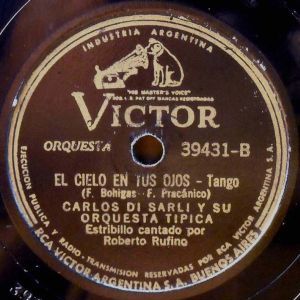 INDUSTRIA ARGENTINA
"HIS MASTER'S VOICE"
VICTOR
ORQUESTA 39431-B
EL CIELO EN TUS OJOS - Tango
(F. Bohigas - F. Pracánico)
CARLOS DI SARLI Y SU
ORQUESTA TIPICA
Estribillo cantado por
Roberto Rufino
EJECUCION PUBLICA Y RADIO-TRANSMISION RESERVADAS POR RCA VICTOR ARGENTINA S.A.
RCA VICTOR ARGENTINA S.A. BUENOS AIRES